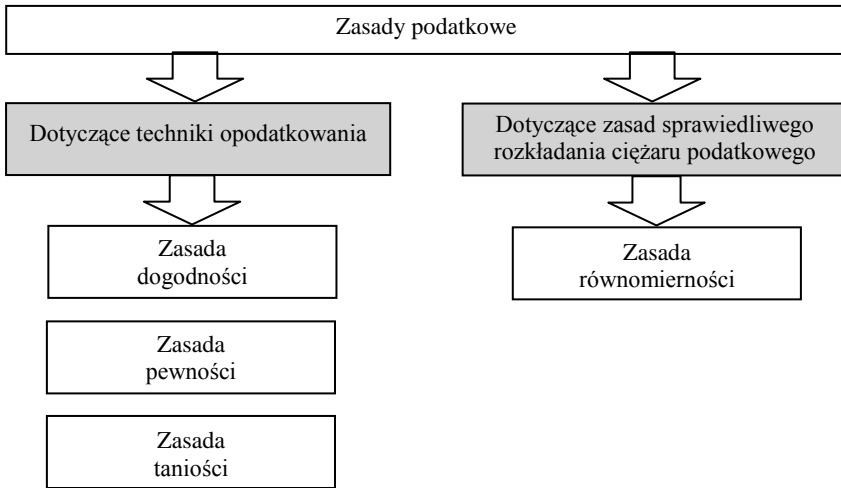 Zasady podatkowe
Dotyczące techniki opodatkowania
Dotyczące zasad sprawiedliwego
rozkładania ciężaru podatkowego
Zasada
dogodności
Zasada
równomierności
Zasada
pewności
Zasada
taniości